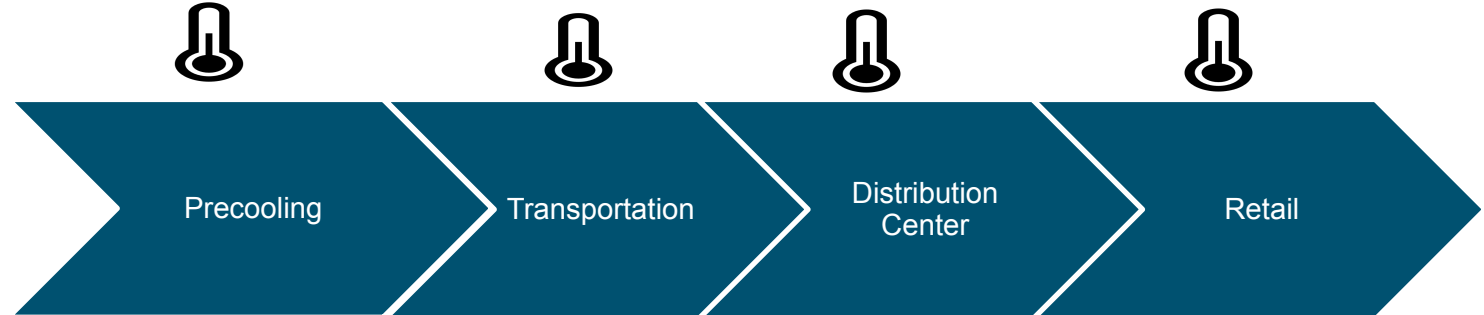 Precooling
Transportation
Distribution
Center
Retail